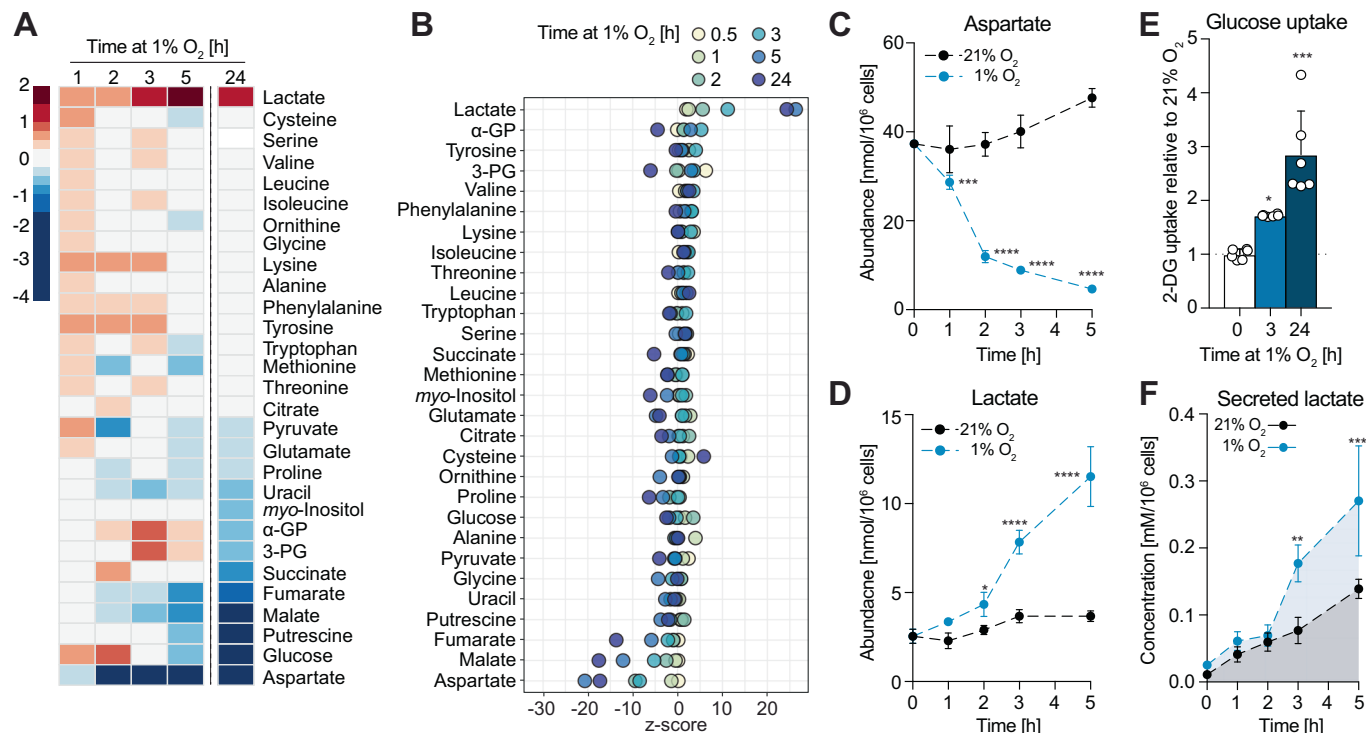 A
Time at 1% O2 [h]
1 2 3 5 24
2
1
0
-1
-2
-3
-4
Lactate
Cysteine
Serine
Valine
Leucine
Isoleucine
Ornithine
Glycine
Lysine
Alanine
Phenylalanine
Tyrosine
Tryptophan
Methionine
Threonine
Citrate
Pyruvate
Glutamate
Proline
Uracil
myo-Inositol
α-GP
3-PG
Succinate
Fumarate
Malate
Putrescine
Glucose
Aspartate
B
Time at 1% O2 [h]
0.5 3
1 5
2 24
Lactate
α-GP
Tyrosine
3-PG
Valine
Phenylalanine
Lysine
Isoleucine
Threonine
Leucine
Tryptophan
Serine
Succinate
Methionine
myo-Inositol
Glutamate
Citrate
Cysteine
Ornithine
Proline
Glucose
Alanine
Pyruvate
Glycine
Uracil
Putrescine
Fumarate
Malate
Aspartate
-30 -20 -10 0 10 20
z-score
C
Aspartate
21% O2
1% O2
Abundance [nmol/10⁶ cells]
60
40
20
0
***
****
****
****
0 1 2 3 5
Time [h]
D
Lactate
21% O2
1% O2
Abundacne [nmol/10⁶ cells]
15
10
5
0
*
****
****
0 1 2 3 5
Time [h]
E
Glucose uptake
2-DG uptake relative to 21% O2
5
4
3
2
1
0
*
***
0 3 24
Time at 1% O2 [h]
F
Secreted lactate
21% O2
1% O2
Concentration [mM/10⁶ cells]
0.4
0.3
0.2
0.1
0.0
**
***
0 1 2 3 5
Time [h]